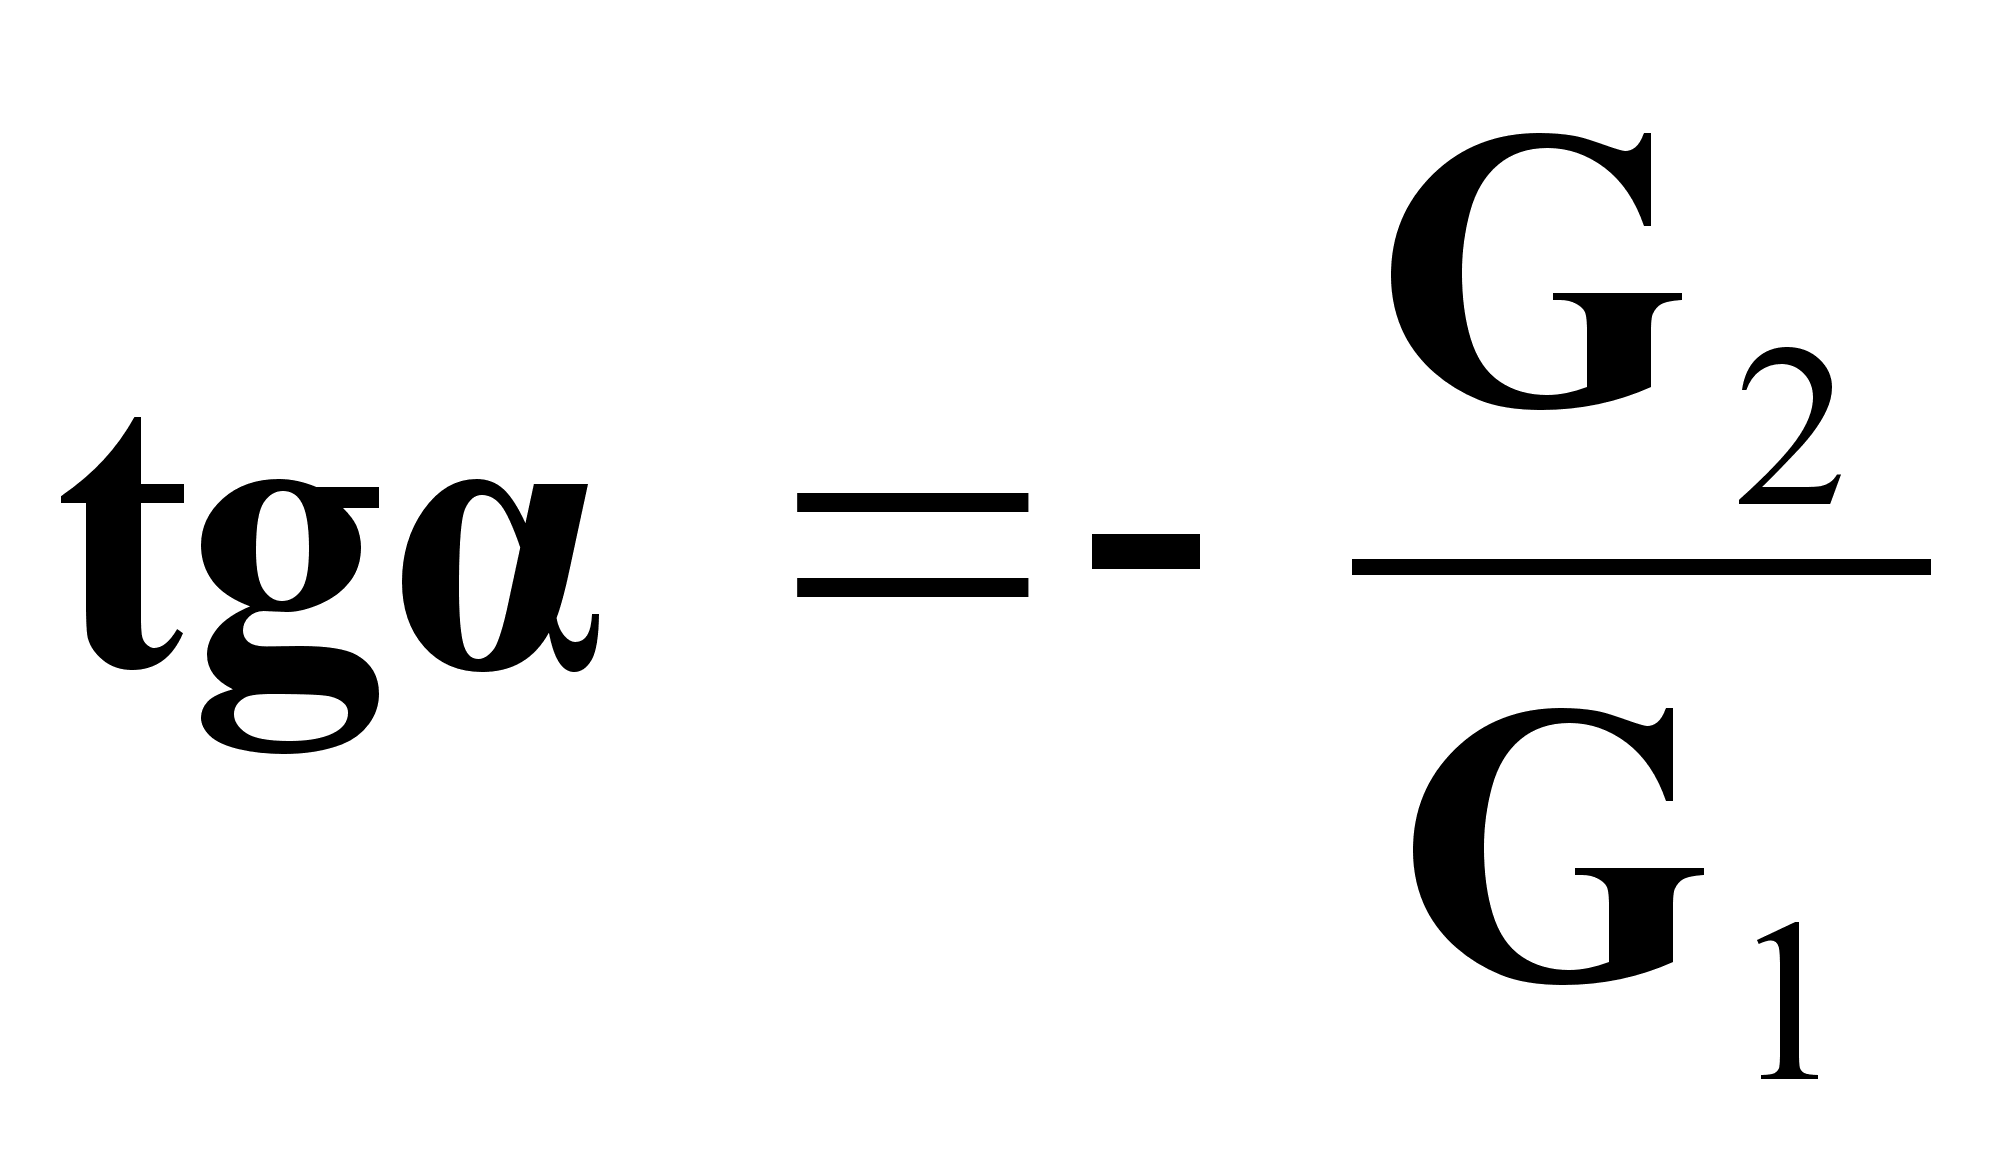 tgα = - G₂ / G₁